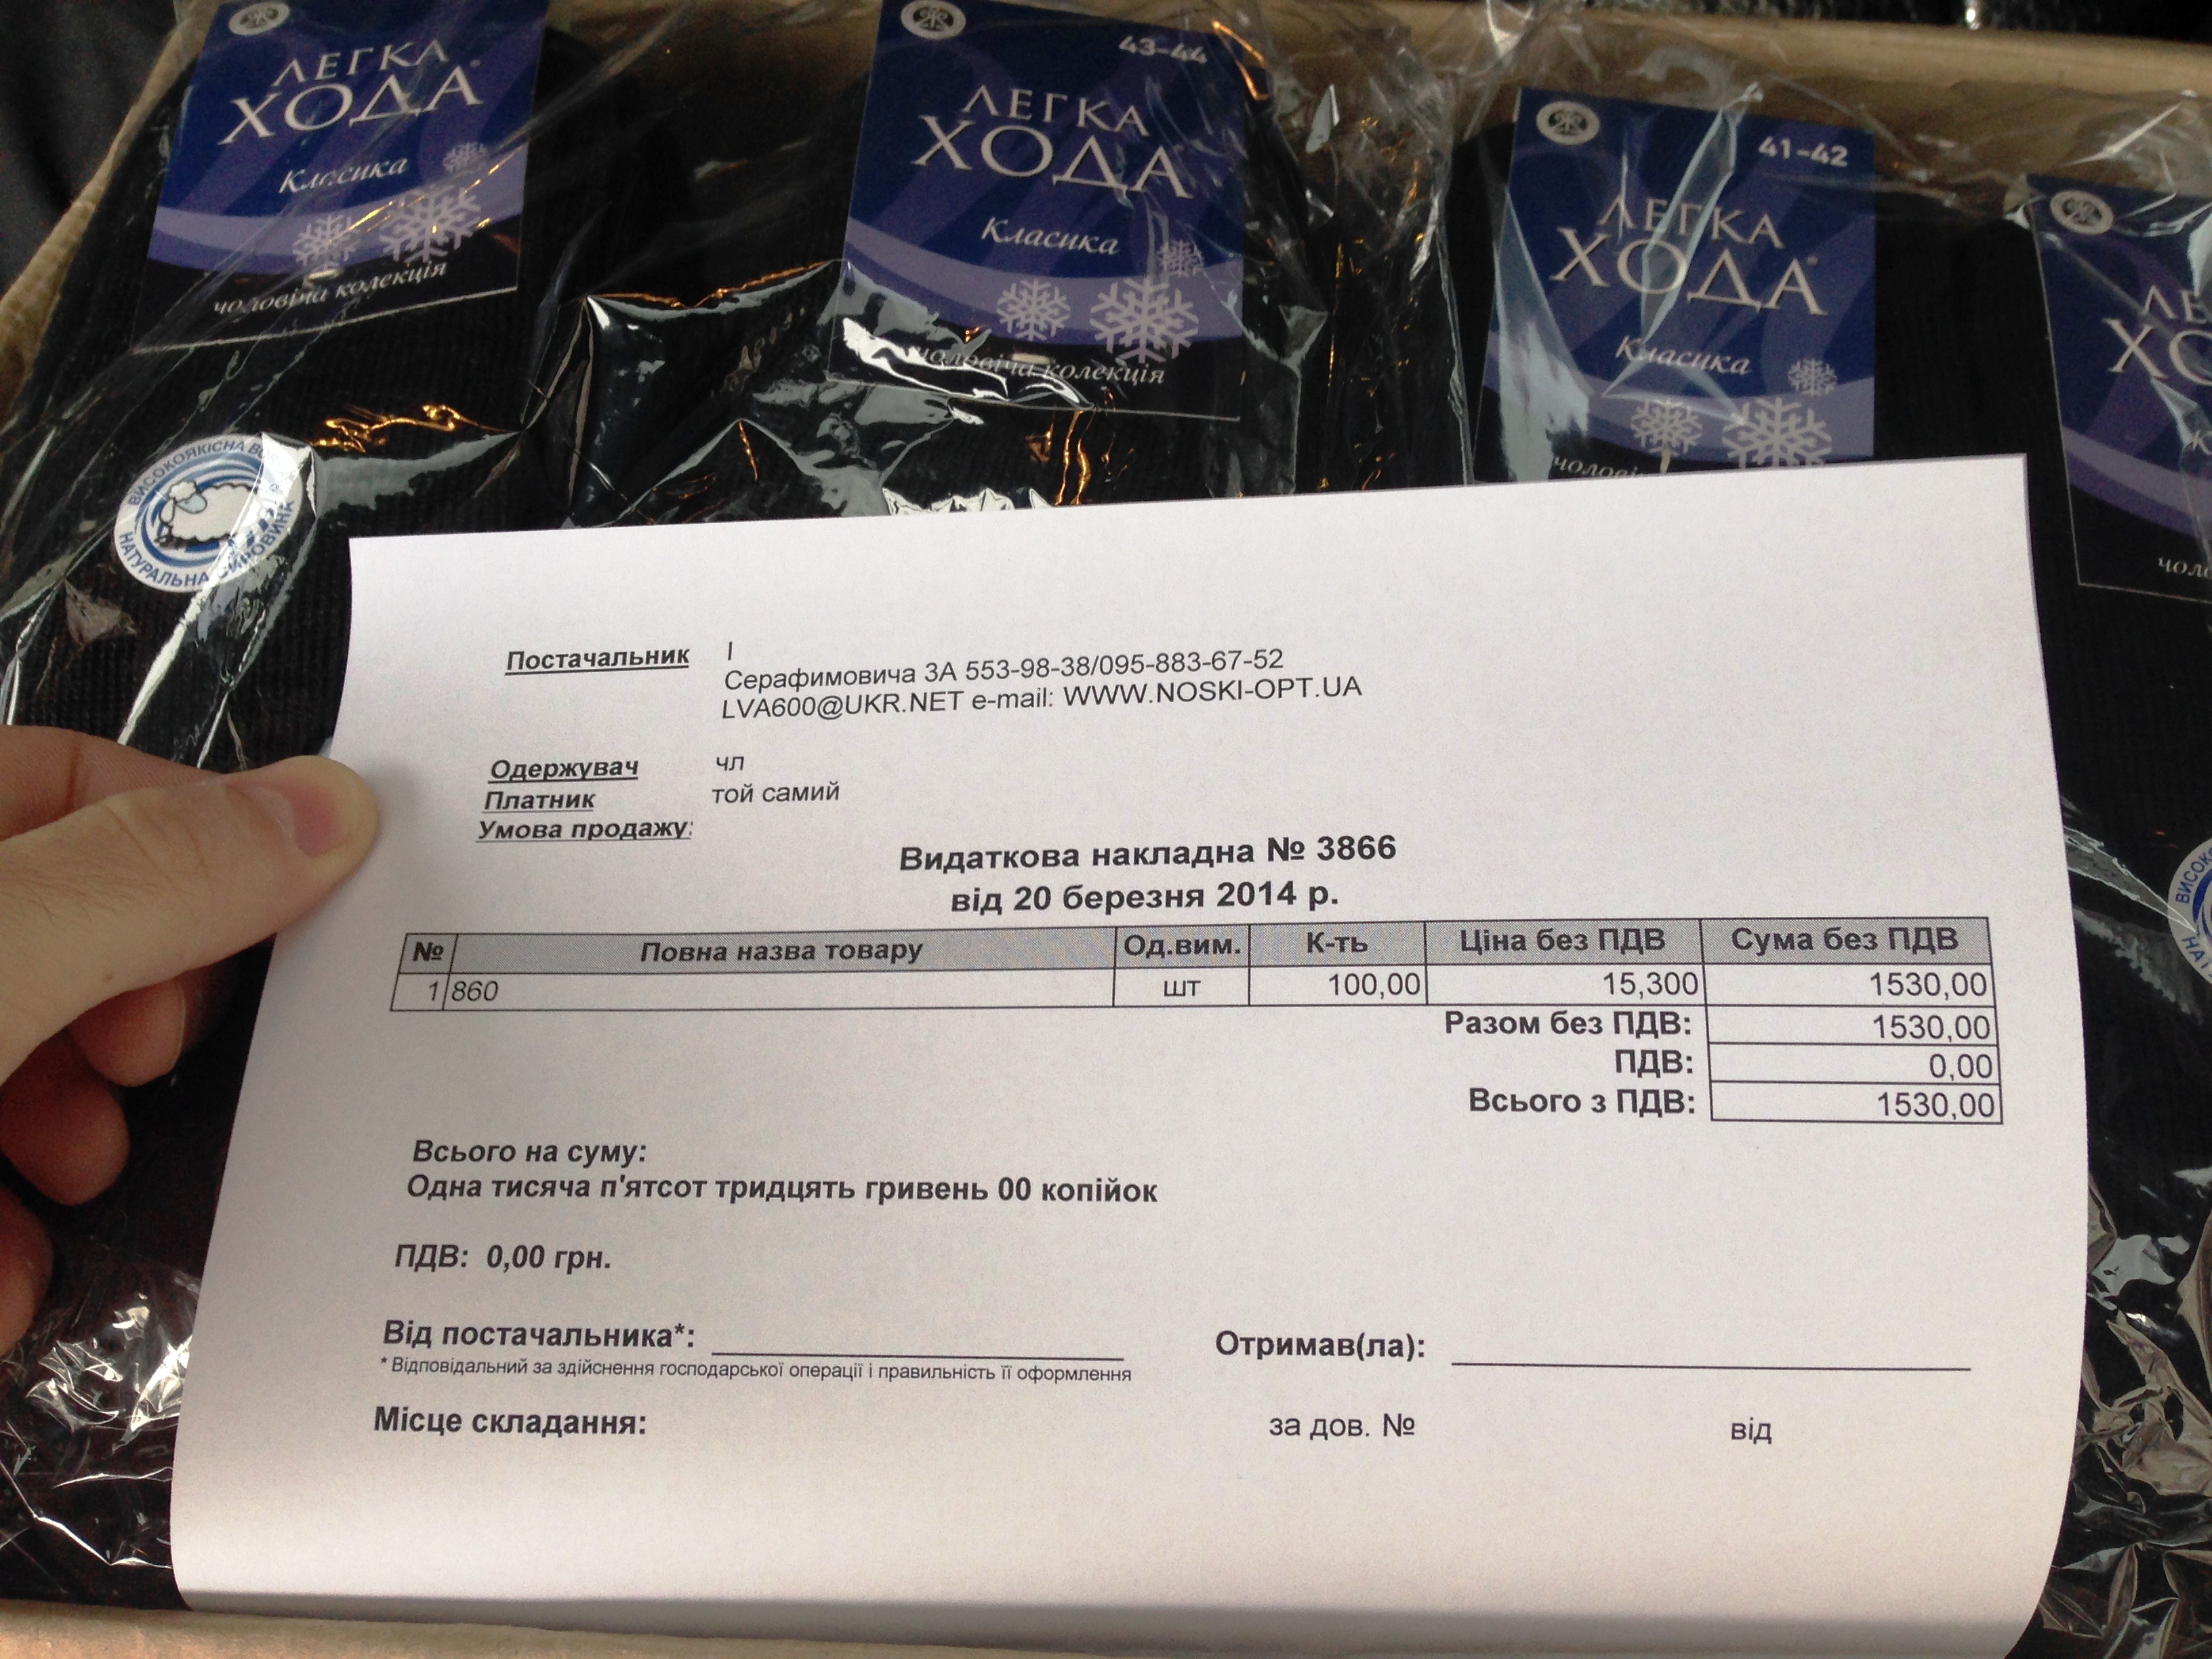 ЛЕГКА
ХОДА
Класика
чоловіча колекція
43-44
ЛЕГКА
ХОДА
Класика
чоловіча колекція
41-42
ЛЕГКА
ХОДА
Класика
ВИСОКОЯКІСНА
НАТУРАЛЬНА СИРОВИНА
Постачальник І
Серафимовича 3А 553-98-38/095-883-67-52
LVA600@UKR.NET e-mail: WWW.NOSKI-OPT.UA
Одержувач чл
Платник той самий
Умова продажу:
Видаткова накладна № 3866
від 20 березня 2014 р.
№ Повна назва товару Од.вим. К-ть Ціна без ПДВ Сума без ПДВ
1 860 шт 100,00 15,300 1530,00
Разом без ПДВ: 1530,00
ПДВ: 0,00
Всього з ПДВ: 1530,00
Всього на суму:
Одна тисяча п'ятсот тридцять гривень 00 копійок
ПДВ: 0,00 грн.
Від постачальника*: Отримав(ла):
* Відповідальний за здійснення господарської операції і правильність її оформлення
Місце складання: за дов. № від